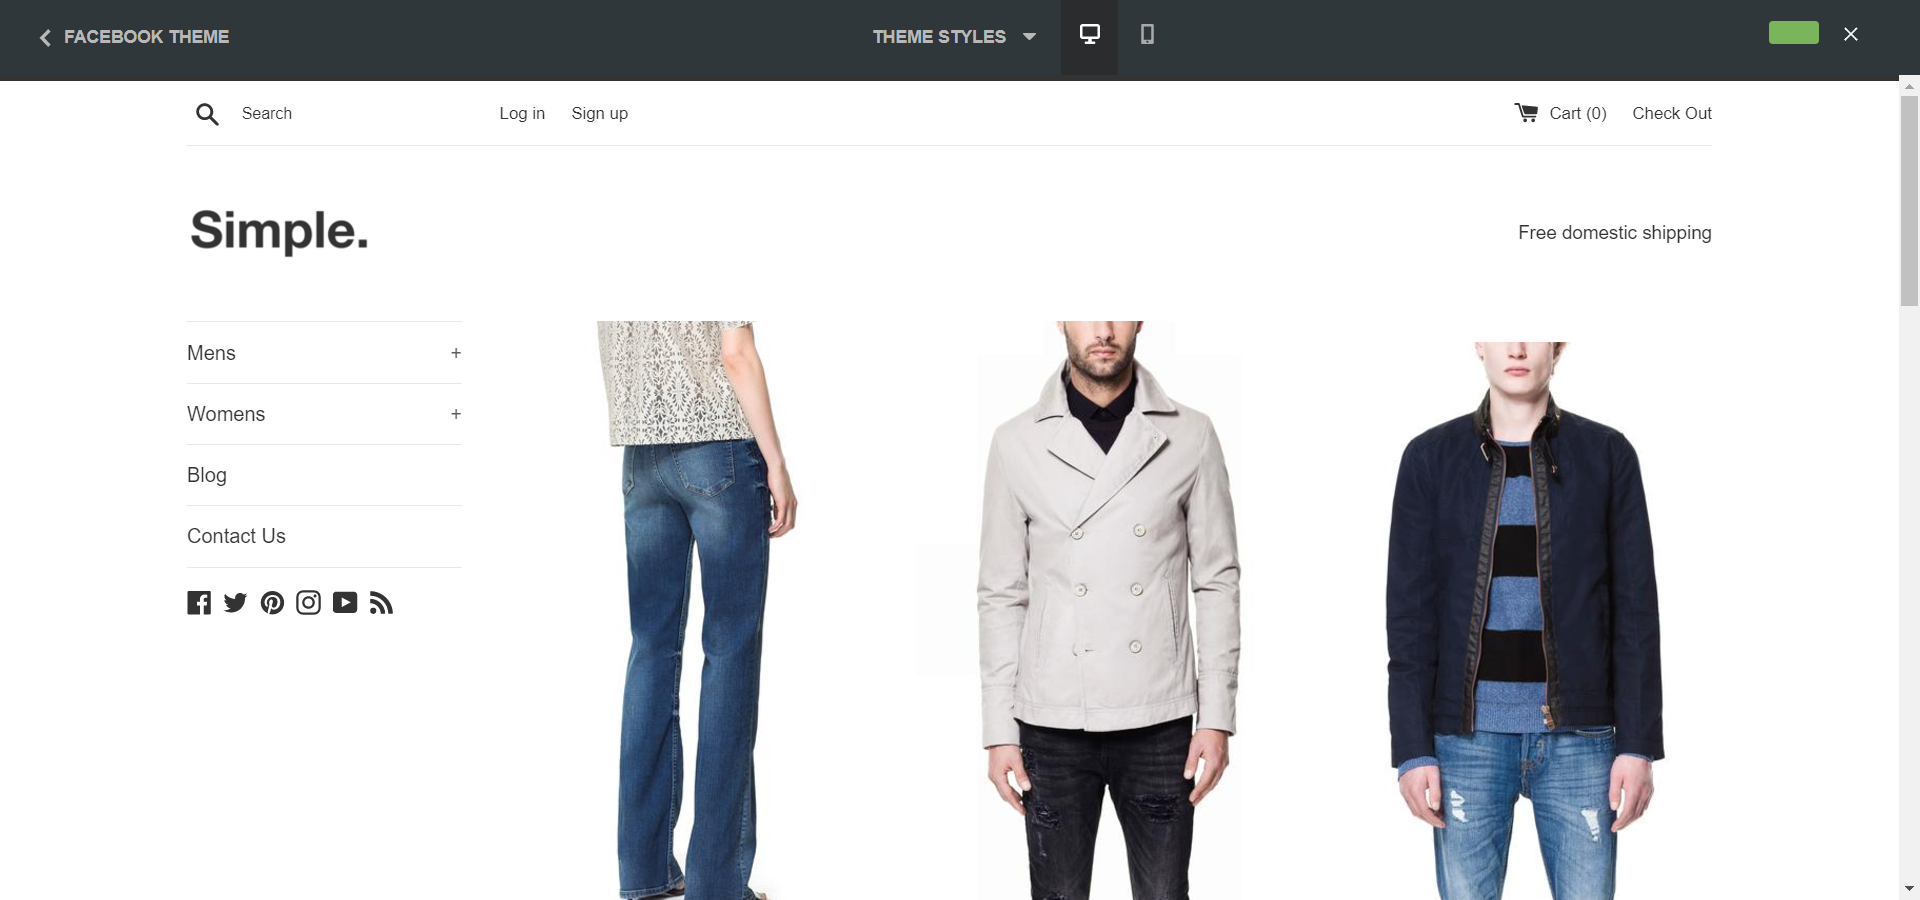 FACEBOOK THEME
THEME STYLES
Search
Log in
Sign up
Cart (0)
Check Out
Simple.
Free domestic shipping
Mens +
Womens +
Blog
Contact Us